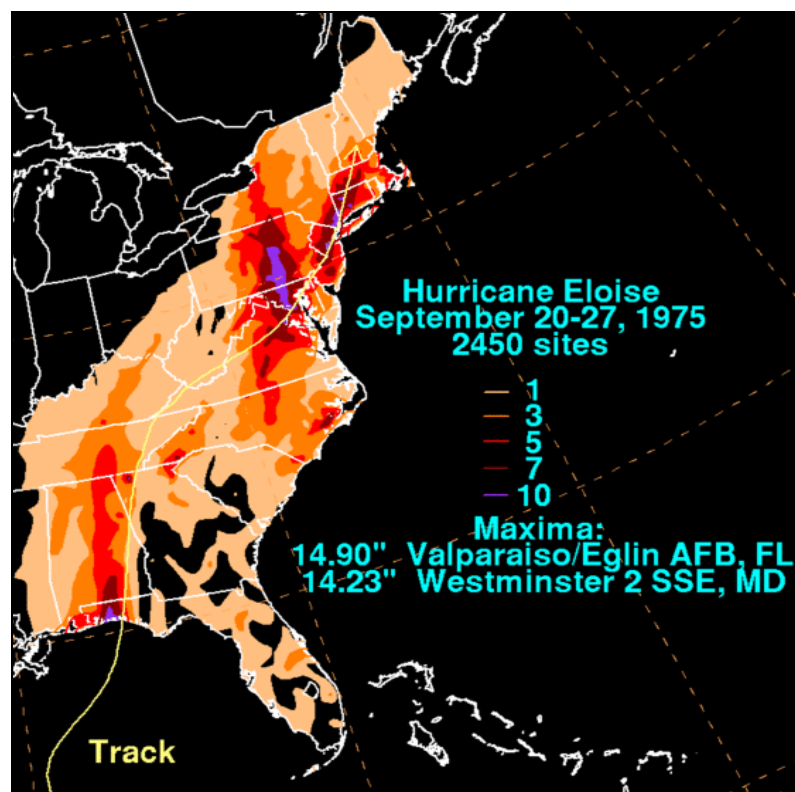 Hurricane Eloise
September 20-27, 1975
2450 sites
1
3
5
7
10
Maxima:
14.90" Valparaiso/Eglin AFB, FL
14.23" Westminster 2 SSE, MD
Track